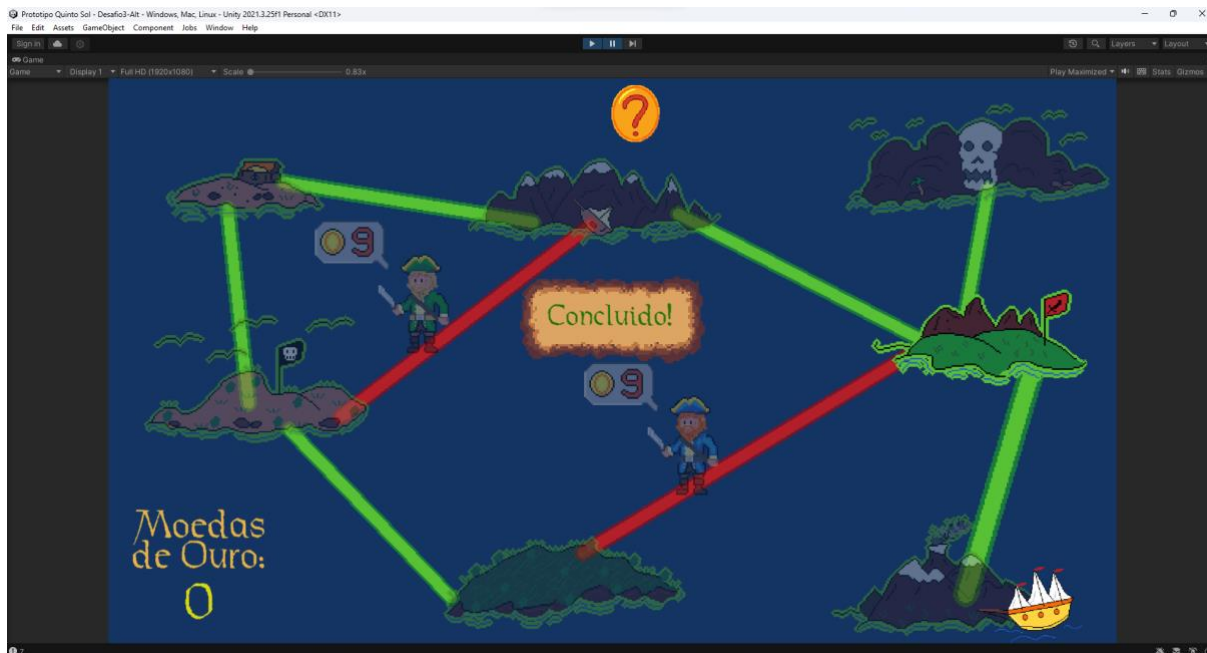 Prototipo Quinto Sol - Desafio3-Alt - Windows, Mac, Linux - Unity 2021.3.25f1 Personal <DX11>
File Edit Assets GameObject Component Jobs Window Help
Sign in
Layers
Layout
Game
Game
Display 1
Full HD (1920x1080)
Scale
0.83x
Play Maximized
Stats
Gizmos
?
9
Concluido!
9
Moedas
de Ouro:
0